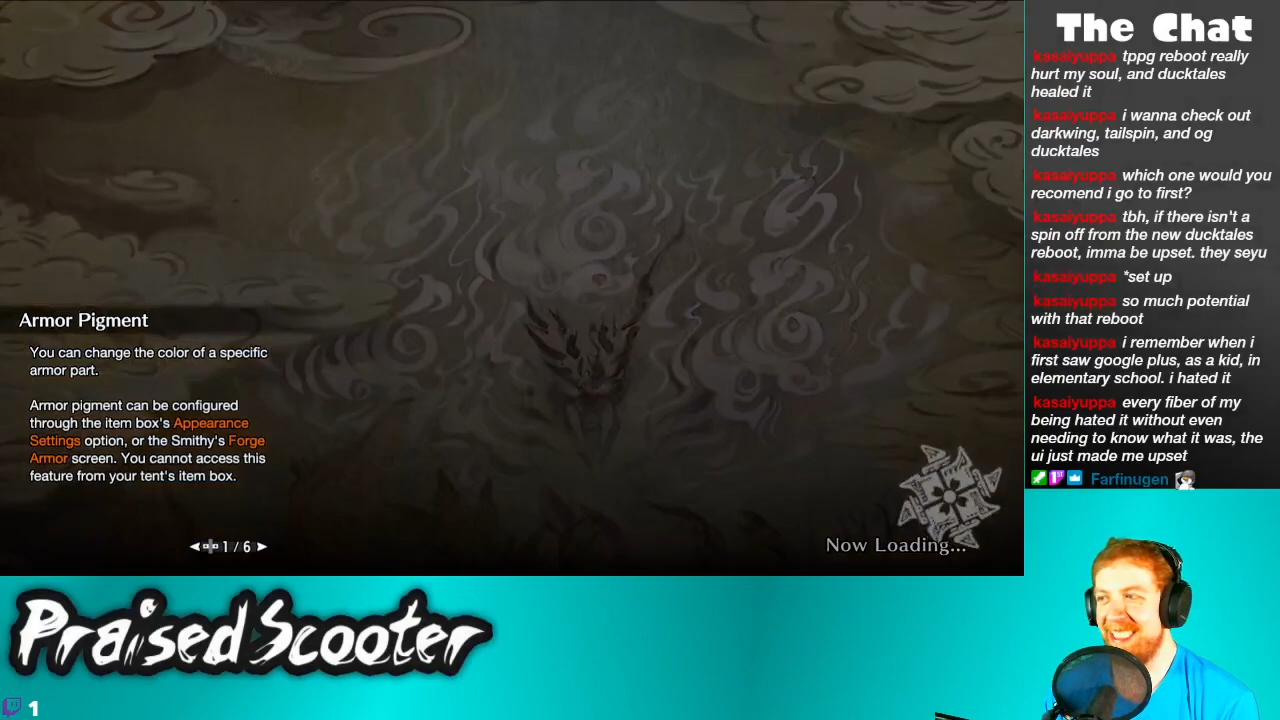 Armor Pigment
You can change the color of a specific
armor part.
Armor pigment can be configured
through the item box's Appearance
Settings option, or the Smithy's Forge
Armor screen. You cannot access this
feature from your tent's item box.
1 / 6
Now Loading...
The Chat
kasaiyuppa tppg reboot really
hurt my soul, and ducktales
healed it
kasaiyuppa i wanna check out
darkwing, tailspin, and og
ducktales
kasaiyuppa which one would you
recomend i go to first?
kasaiyuppa tbh, if there isn't a
spin off from the new ducktales
reboot, imma be upset. they seyu
kasaiyuppa *set up
kasaiyuppa so much potential
with that reboot
kasaiyuppa i remember when i
first saw google plus, as a kid, in
elementary school. i hated it
kasaiyuppa every fiber of my
being hated it without even
needing to know what it was, the
ui just made me upset
1ST Farfinugen
PraisedScooter
1